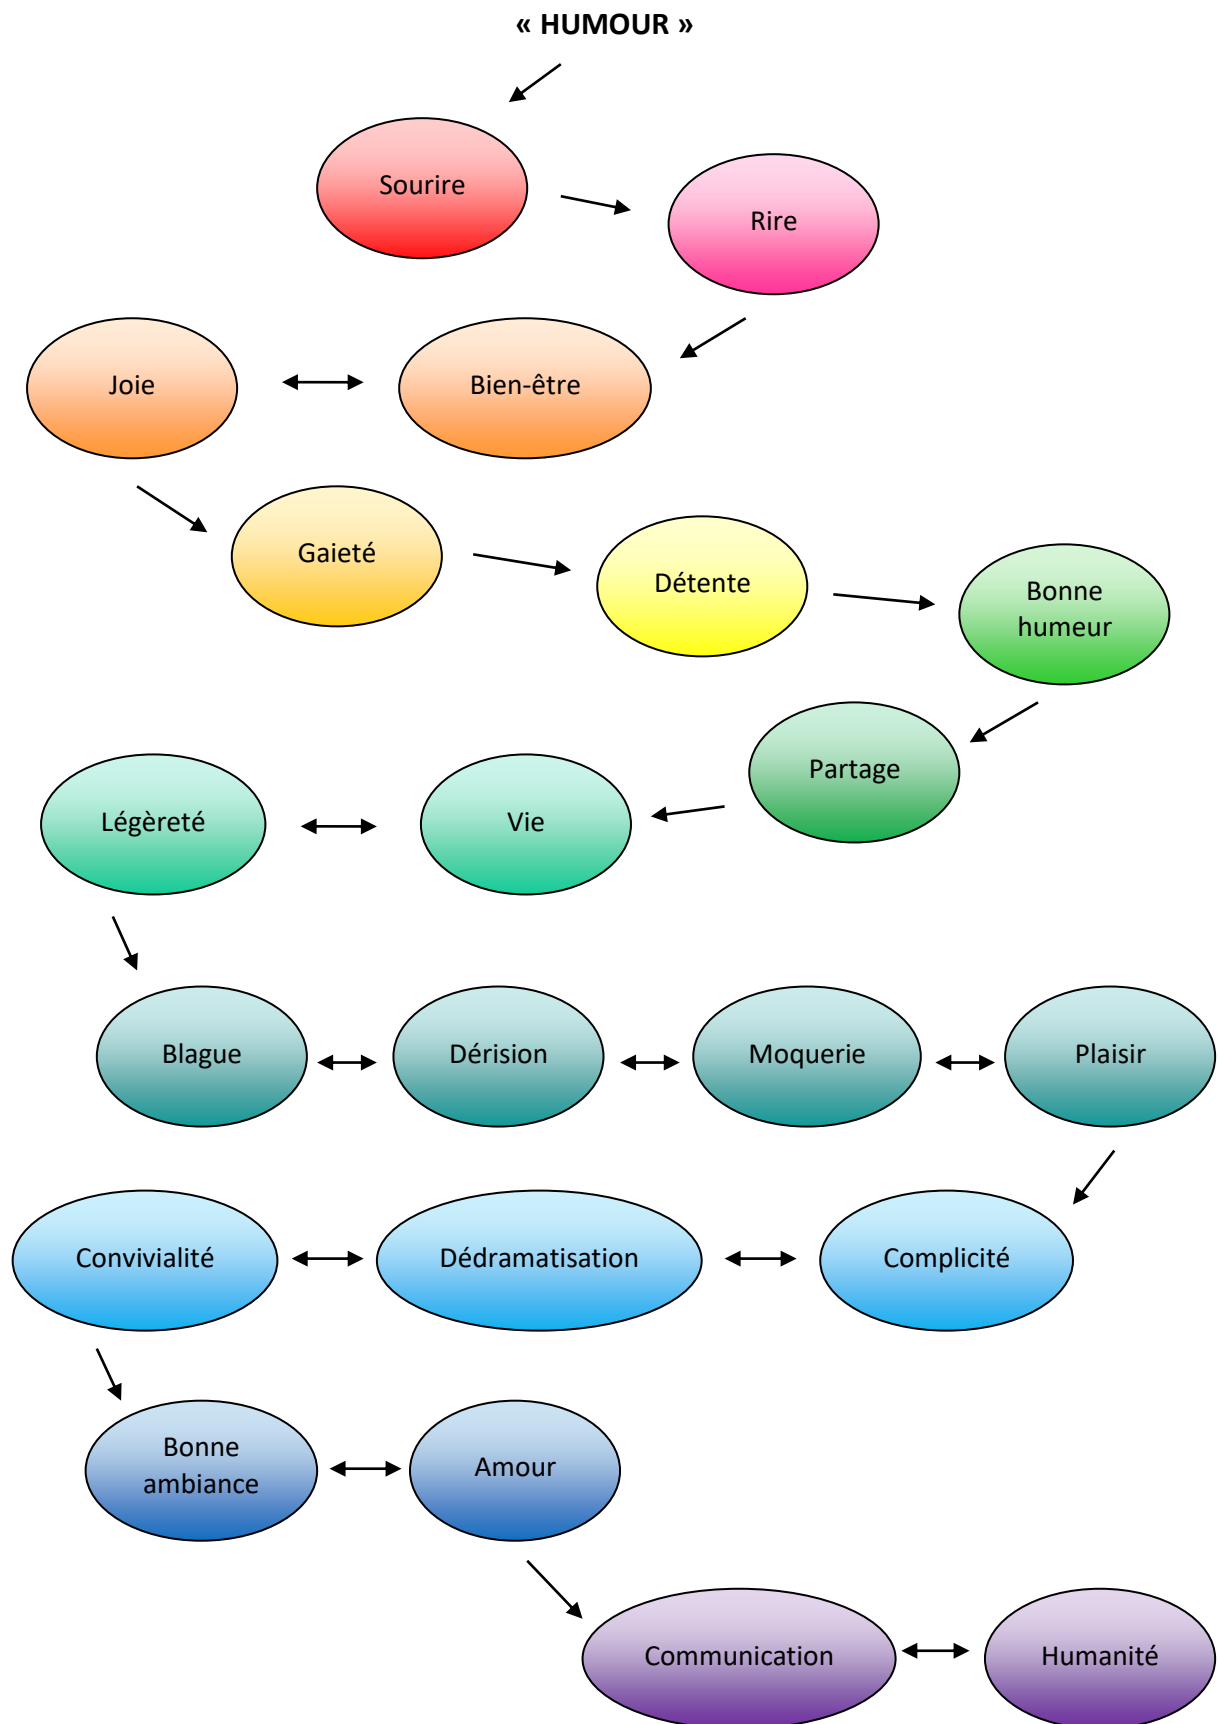 « HUMOUR »
Sourire
Rire
Joie
Bien-être
Gaieté
Détente
Bonne
humeur
Partage
Légèreté
Vie
Blague
Dérision
Moquerie
Plaisir
Convivialité
Dédramatisation
Complicité
Bonne
ambiance
Amour
Communication
Humanité